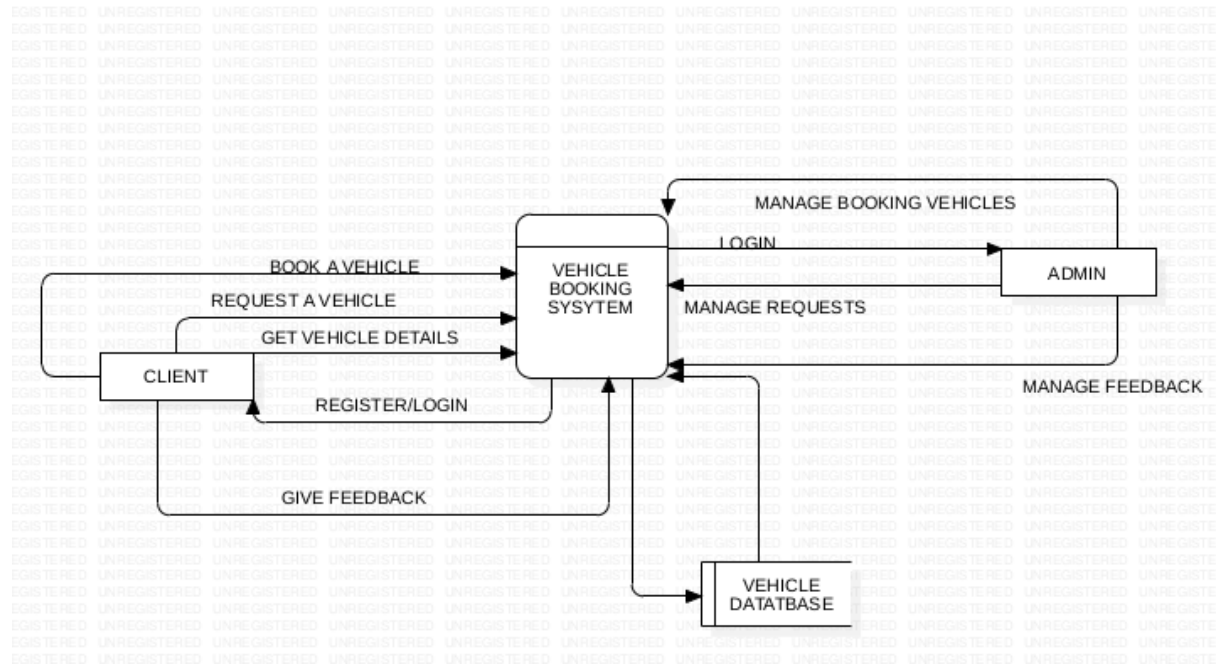 MANAGE BOOKING VEHICLES
LOGIN
BOOK A VEHICLE
VEHICLE
BOOKING
SYSYTEM
ADMIN
REQUEST A VEHICLE
MANAGE REQUESTS
GET VEHICLE DETAILS
CLIENT
MANAGE FEEDBACK
REGISTER/LOGIN
GIVE FEEDBACK
VEHICLE
DATATBASE
UNREGISTERED